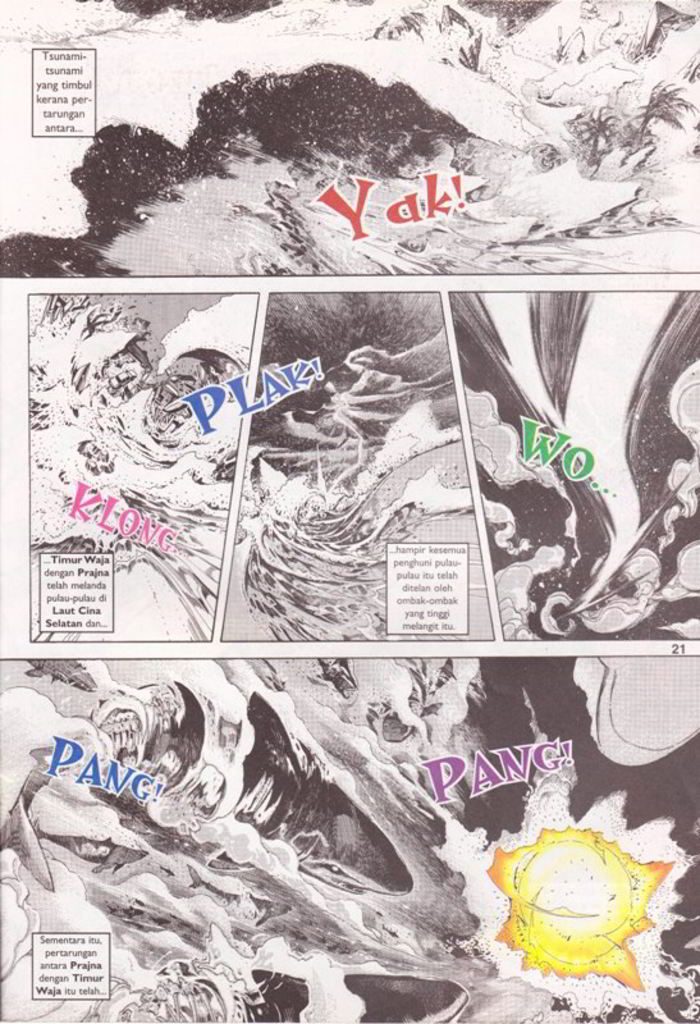 Tsunami-
tsunami
yang timbul
kerana per-
tarungan
antara...
Yak!
PLAK!
KLONG...
...Timur Waja
dengan Prajna
telah melanda
pulau-pulau di
Laut Cina
Selatan dan...
...hampir kesemua
penghuni pulau-
pulau itu telah
ditelan oleh
ombak-ombak
yang tinggi
melangit itu.
WO...
21
PANG!
PANG!
Sementara itu,
pertarungan
antara Prajna
dengan Timur
Waja itu telah...